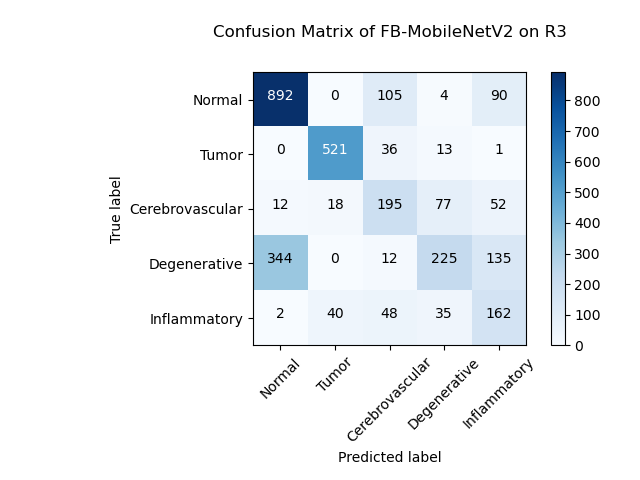 Confusion Matrix of FB-MobileNetV2 on R3
Normal 892 0 105 4 90
Tumor 0 521 36 13 1
Cerebrovascular 12 18 195 77 52
Degenerative 344 0 12 225 135
Inflammatory 2 40 48 35 162
True label
Normal Tumor Cerebrovascular Degenerative Inflammatory
Predicted label
800
700
600
500
400
300
200
100
0